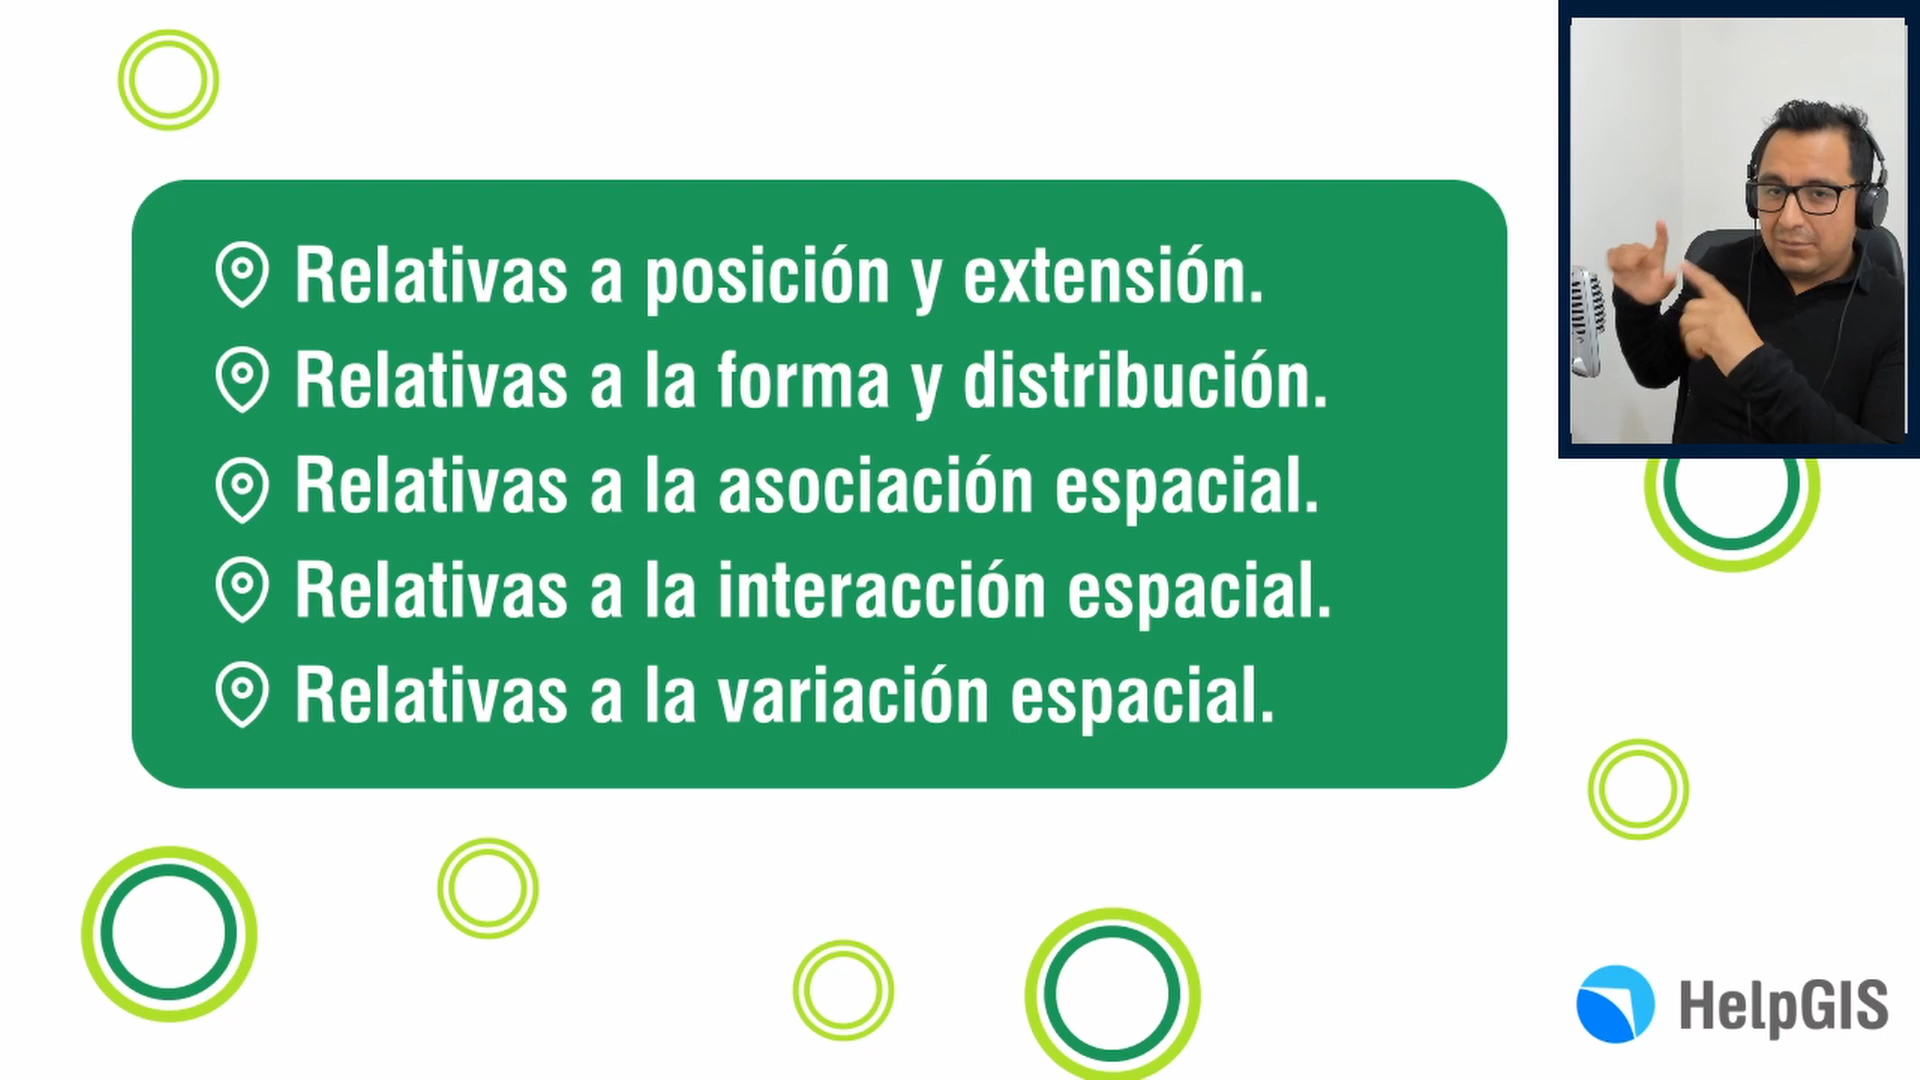 Relativas a posición y extensión.
Relativas a la forma y distribución.
Relativas a la asociación espacial.
Relativas a la interacción espacial.
Relativas a la variación espacial.
HelpGIS